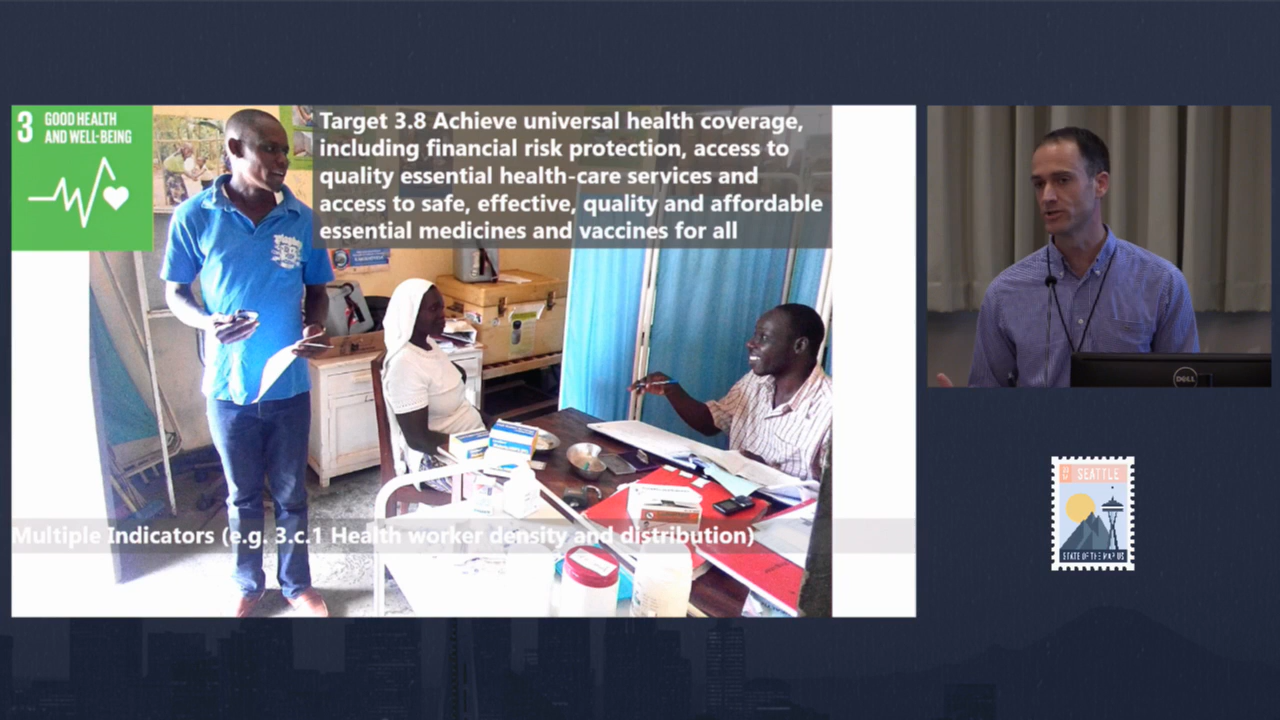 3 GOOD HEALTH
AND WELL-BEING
Target 3.8 Achieve universal health coverage,
including financial risk protection, access to
quality essential health-care services and
access to safe, effective, quality and affordable
essential medicines and vaccines for all
Multiple Indicators (e.g. 3.c.1 Health worker density and distribution)
DELL
SEATTLE
STATE OF THE MAP US